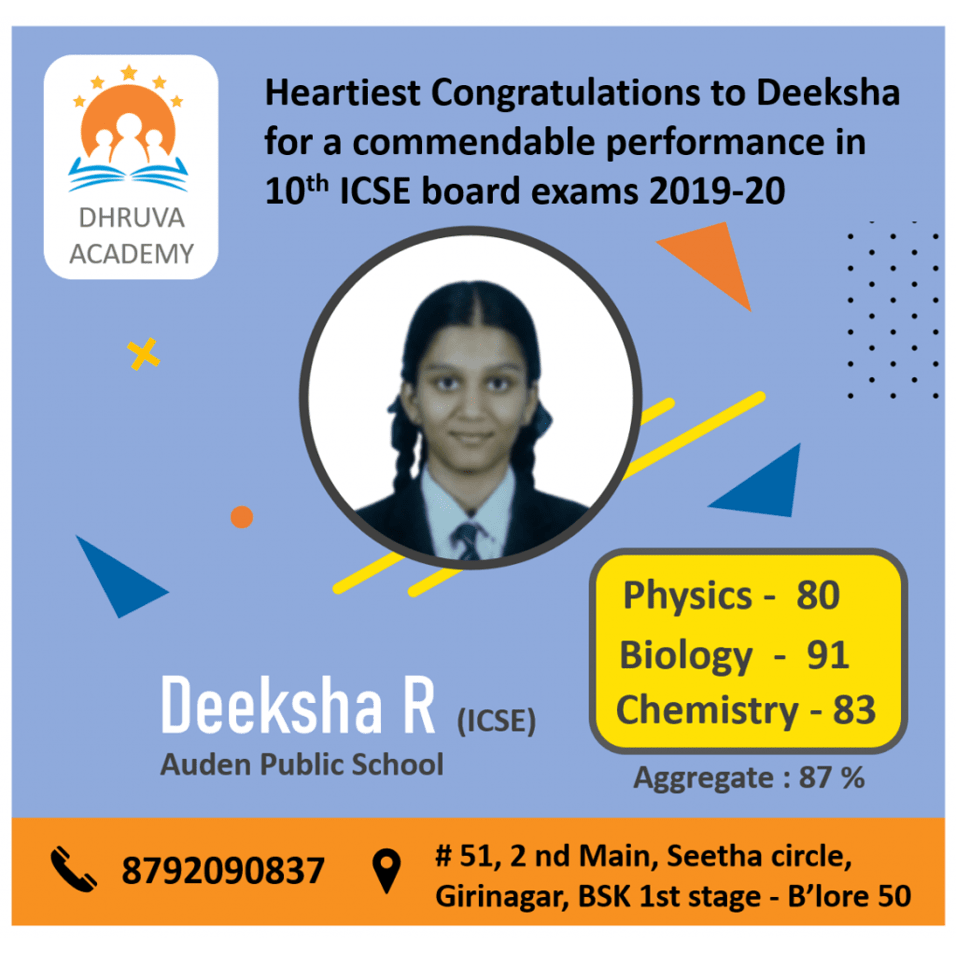 DHRUVA
ACADEMY
Heartiest Congratulations to Deeksha
for a commendable performance in
10th ICSE board exams 2019-20
Physics - 80
Biology - 91
Chemistry - 83
Aggregate : 87 %
Deeksha R (ICSE)
Auden Public School
8792090837
# 51, 2 nd Main, Seetha circle,
Girinagar, BSK 1st stage - B’lore 50